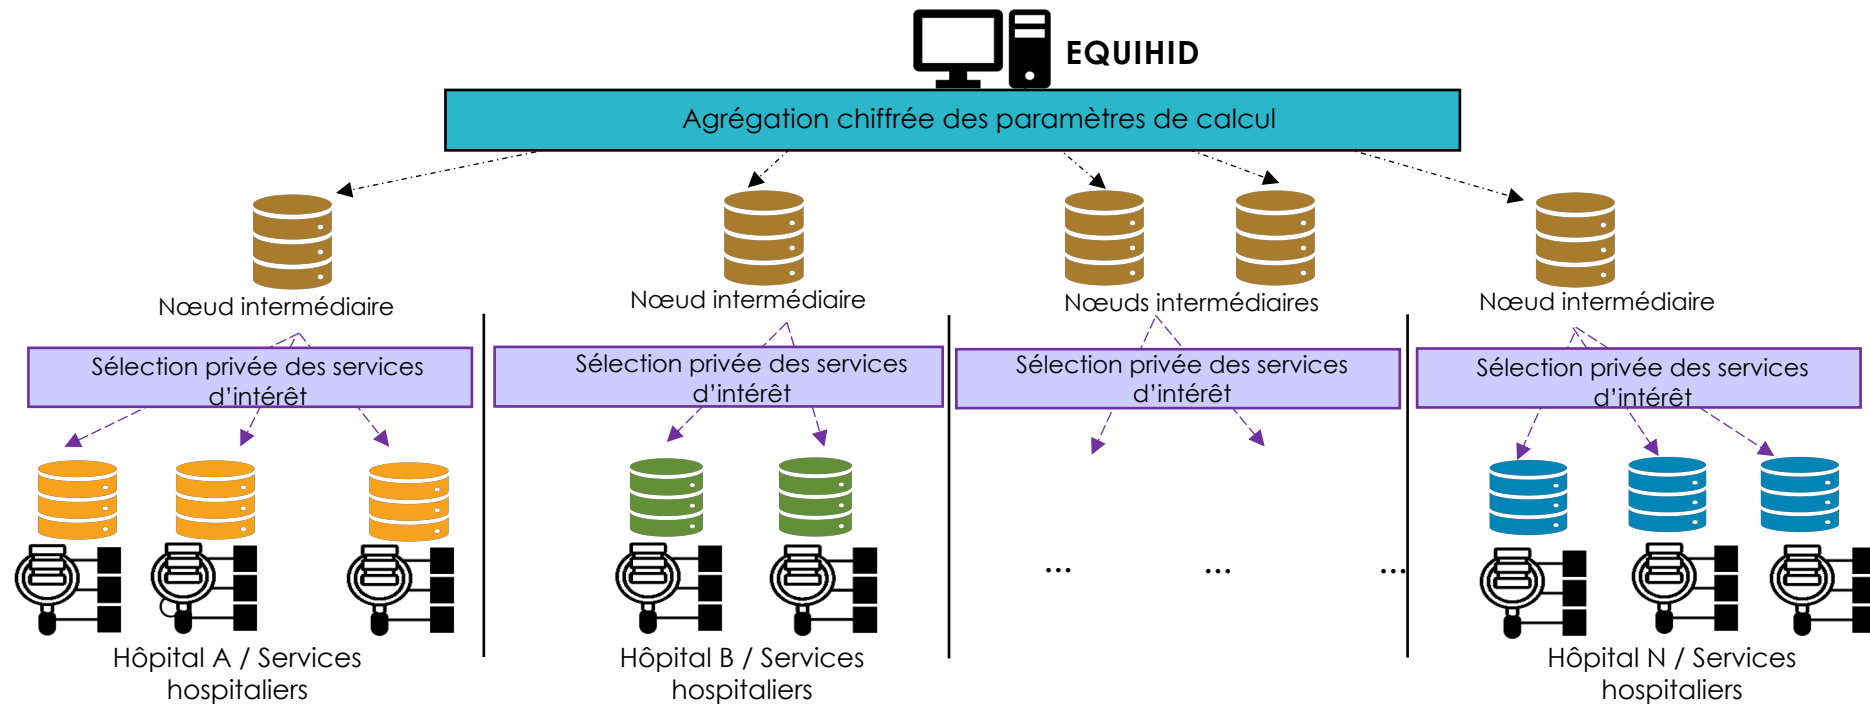 EQUIHID
Agrégation chiffrée des paramètres de calcul
Nœud intermédiaire
Nœud intermédiaire
Nœuds intermédiaires
Nœud intermédiaire
Sélection privée des services
d’intérêt
Sélection privée des services
d’intérêt
Sélection privée des services
d’intérêt
Sélection privée des services
d’intérêt
...
...
...
Hôpital A / Services
hospitaliers
Hôpital B / Services
hospitaliers
Hôpital N / Services
hospitaliers